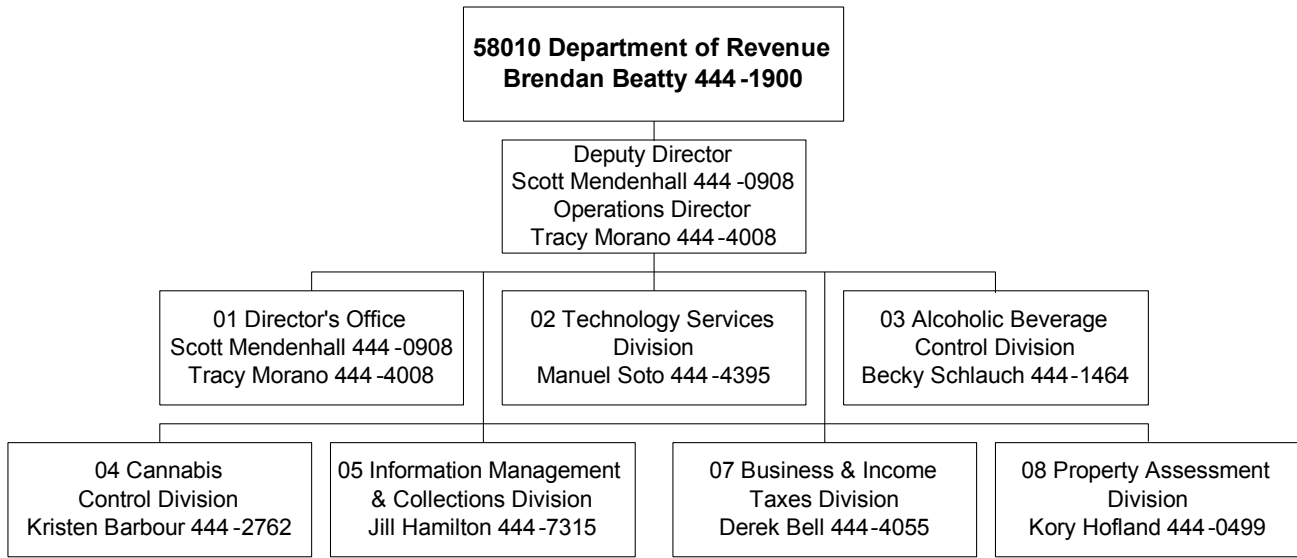 58010 Department of Revenue
Brendan Beatty 444-1900
Deputy Director
Scott Mendenhall 444-0908
Operations Director
Tracy Morano 444-4008
01 Director's Office
Scott Mendenhall 444-0908
Tracy Morano 444-4008
02 Technology Services
Division
Manuel Soto 444-4395
03 Alcoholic Beverage
Control Division
Becky Schlauch 444-1464
04 Cannabis
Control Division
Kristen Barbour 444-2762
05 Information Management
& Collections Division
Jill Hamilton 444-7315
07 Business & Income
Taxes Division
Derek Bell 444-4055
08 Property Assessment
Division
Kory Hofland 444-0499